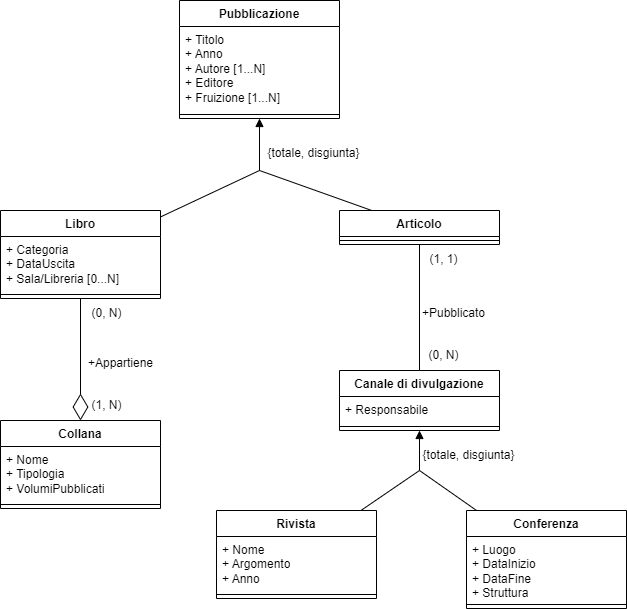 Pubblicazione
+ Titolo
+ Anno
+ Autore [1...N]
+ Editore
+ Fruizione [1...N]
{totale, disgiunta}
Libro
+ Categoria
+ DataUscita
+ Sala/Libreria [0...N]
Articolo
(0, N)
(1, 1)
+Appartiene
+Pubblicato
(1, N)
(0, N)
Collana
+ Nome
+ Tipologia
+ VolumiPubblicati
Canale di divulgazione
+ Responsabile
{totale, disgiunta}
Rivista
+ Nome
+ Argomento
+ Anno
Conferenza
+ Luogo
+ DataInizio
+ DataFine
+ Struttura